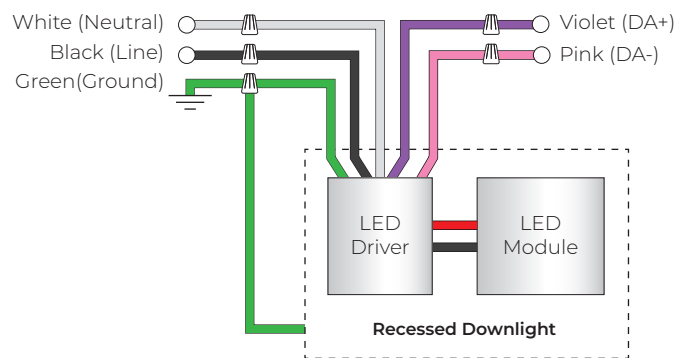 White (Neutral)
Black (Line)
Green(Ground)
Violet (DA+)
Pink (DA-)
LED
Driver
LED
Module
Recessed Downlight